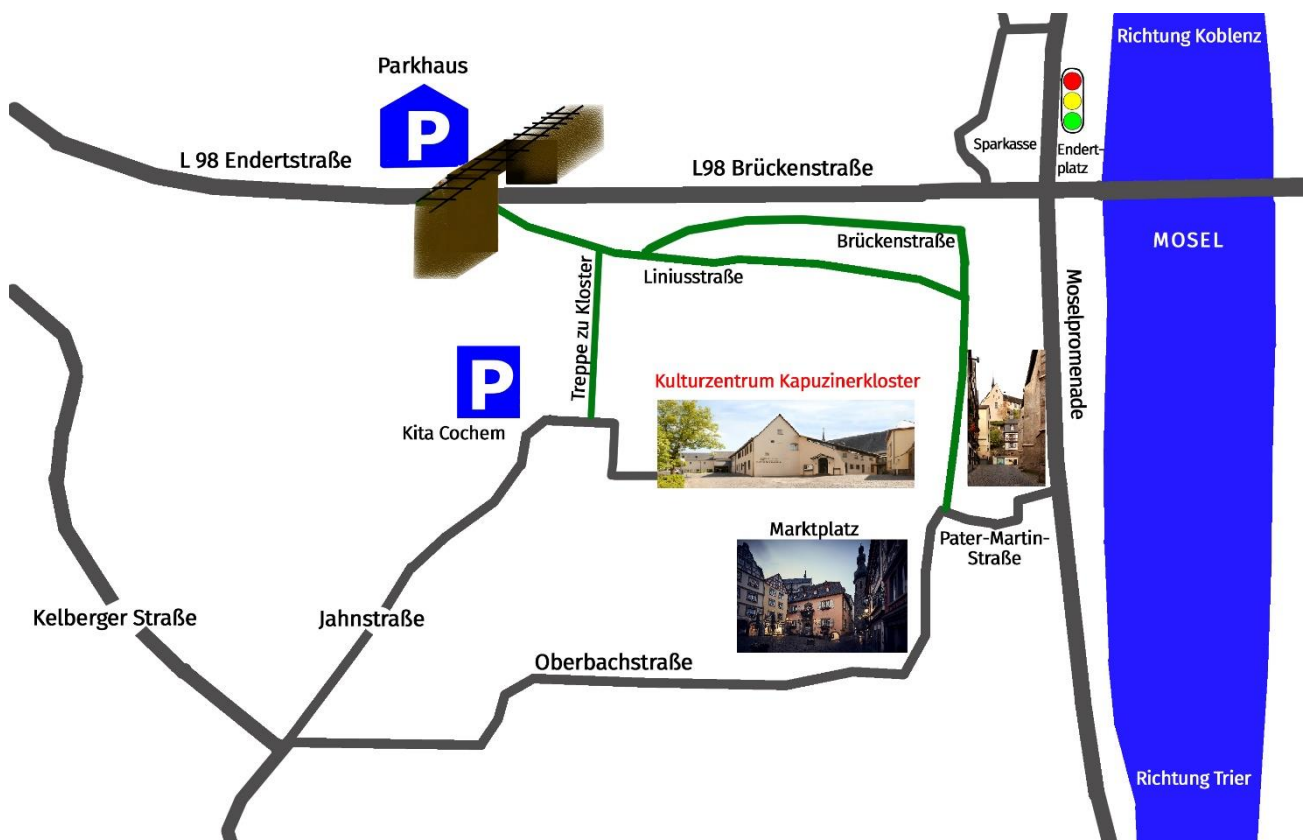 Richtung Koblenz
Parkhaus
P
L 98 Endertstraße
L98 Brückenstraße
Sparkasse
Endert-
platz
Brückenstraße
MOSEL
Liniusstraße
Treppe zu Kloster
Moselpromenade
P
Kita Cochem
Kulturzentrum Kapuzinerkloster
Marktplatz
Pater-Martin-
Straße
Kelberger Straße
Jahnstraße
Oberbachstraße
Richtung Trier